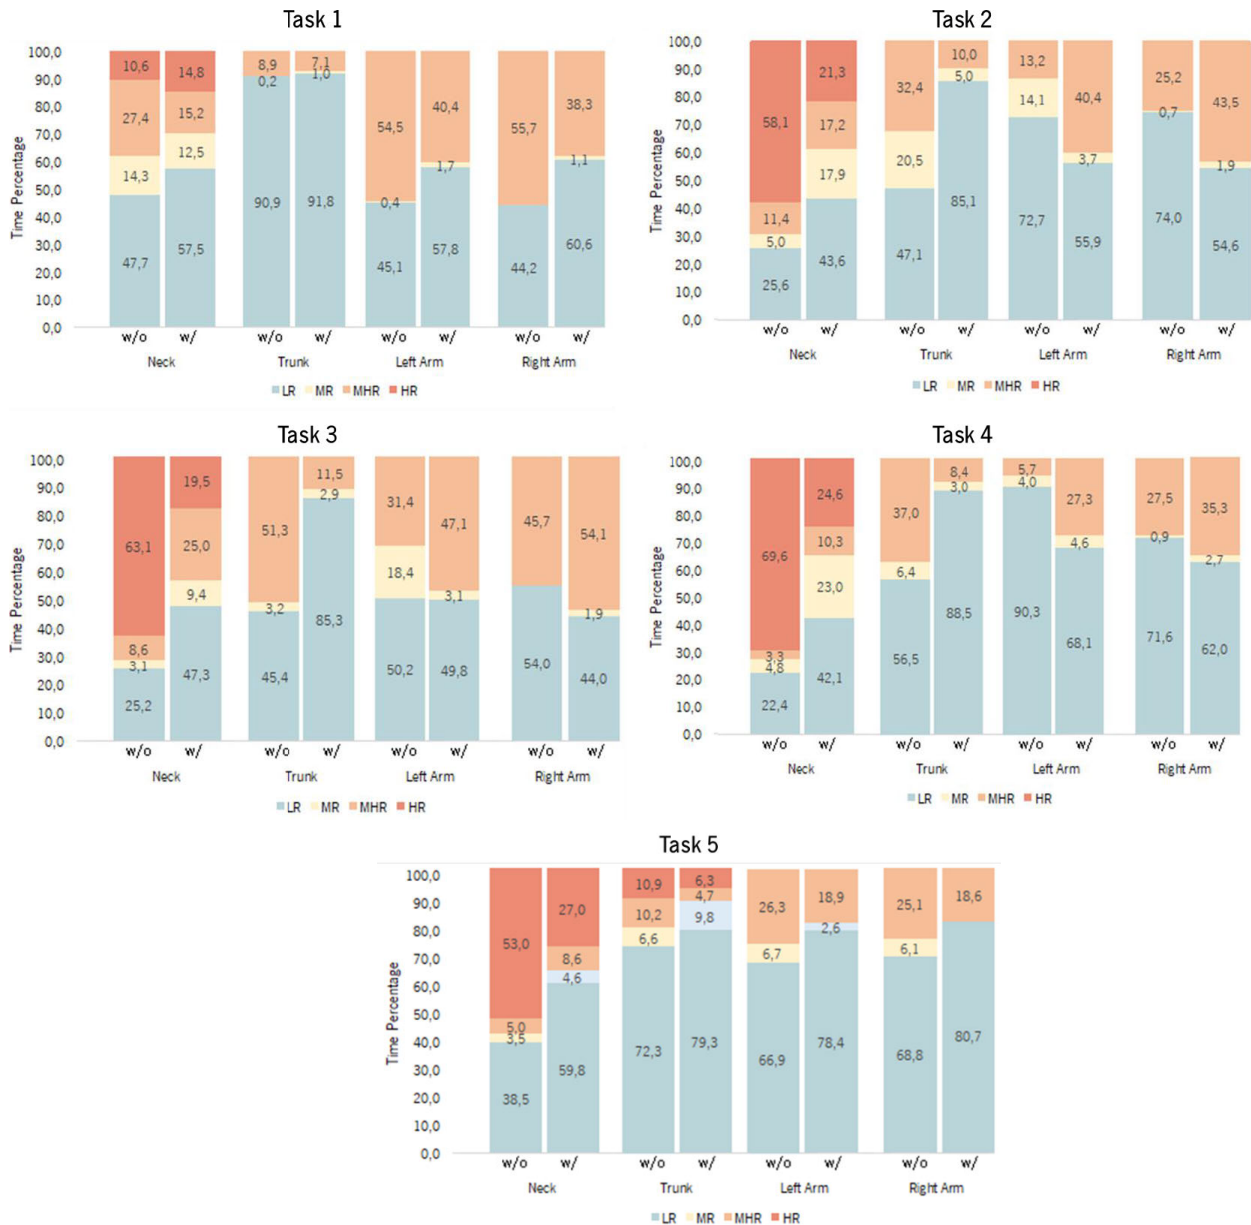 Task 1
100,0
90,0
80,0
70,0
60,0
50,0
40,0
30,0
20,0
10,0
0,0
Time Percentage
10,6 14,8 8,9 7,1
0,2 1,0
27,4 15,2 54,5 40,4 55,7 38,3
14,3 12,5 0,4 1,7 1,1
47,7 57,5 90,9 91,8 45,1 57,8 44,2 60,6
w/o w/ w/o w/ w/o w/ w/o w/
Neck Trunk Left Arm Right Arm
LR MR MHR HR
Task 2
100,0
90,0
80,0
70,0
60,0
50,0
40,0
30,0
20,0
10,0
0,0
Time Percentage
58,1 21,3 32,4 10,0 13,2 40,4 25,2 43,5
11,4 17,2 20,5 5,0 14,1 3,7 0,7 1,9
5,0 17,9
25,6 43,6 47,1 85,1 72,7 55,9 74,0 54,6
w/o w/ w/o w/ w/o w/ w/o w/
Neck Trunk Left Arm Right Arm
LR MR MHR HR
Task 3
100,0
90,0
80,0
70,0
60,0
50,0
40,0
30,0
20,0
10,0
0,0
Time Percentage
63,1 19,5 51,3 11,5 31,4 47,1 45,7 54,1
8,6 25,0 3,2 2,9 18,4 3,1 1,9
3,1 9,4
25,2 47,3 45,4 85,3 50,2 49,8 54,0 44,0
w/o w/ w/o w/ w/o w/ w/o w/
Neck Trunk Left Arm Right Arm
LR MR MHR HR
Task 4
100,0
90,0
80,0
70,0
60,0
50,0
40,0
30,0
20,0
10,0
0,0
Time Percentage
69,6 24,6 37,0 8,4 5,7 27,3 27,5 35,3
3,3 10,3 6,4 3,0 4,0 4,6 0,9 2,7
4,8 23,0
22,4 42,1 56,5 88,5 90,3 68,1 71,6 62,0
w/o w/ w/o w/ w/o w/ w/o w/
Neck Trunk Left Arm Right Arm
LR MR MHR HR
Task 5
100,0
90,0
80,0
70,0
60,0
50,0
40,0
30,0
20,0
10,0
0,0
Time Percentage
53,0 27,0 10,9 6,3 26,3 18,9 25,1 18,6
5,0 8,6 10,2 4,7 6,7 2,6 6,1
3,5 4,6 6,6 9,8
38,5 59,8 72,3 79,3 66,9 78,4 68,8 80,7
w/o w/ w/o w/ w/o w/ w/o w/
Neck Trunk Left Arm Right Arm
LR MR MHR HR